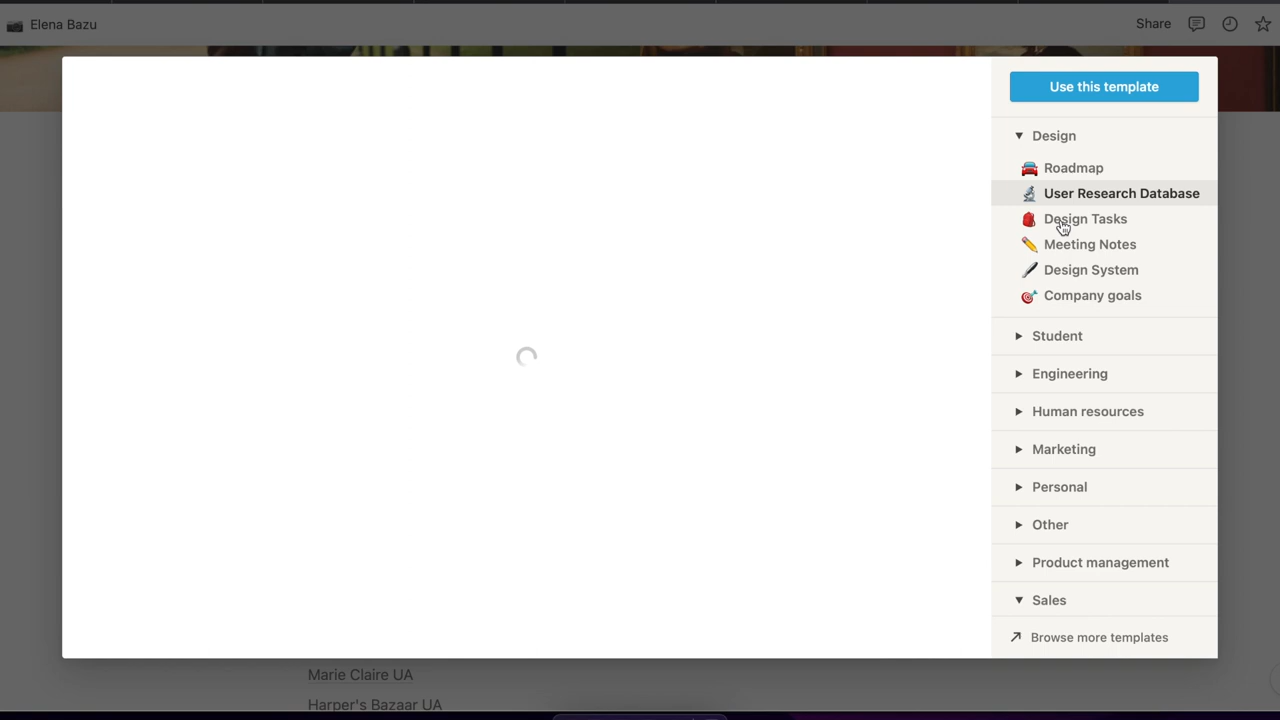 Elena Bazu
Share
Use this template
Design
Roadmap
User Research Database
Design Tasks
Meeting Notes
Design System
Company goals
Student
Engineering
Human resources
Marketing
Personal
Other
Product management
Sales
Browse more templates
Marie Claire UA
Harper's Bazaar UA